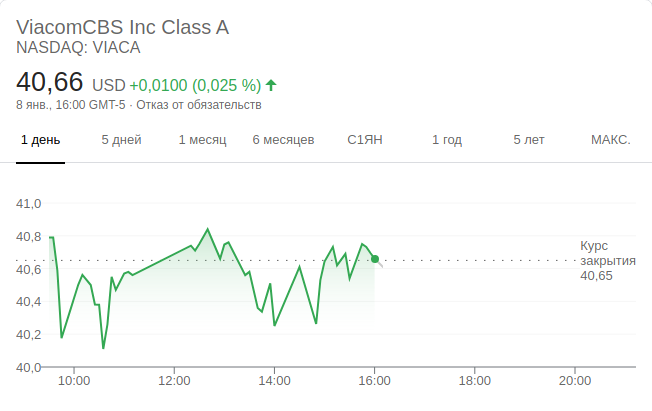 ViacomCBS Inc Class A
NASDAQ: VIACA
40,66 USD +0,0100 (0,025 %)
8 янв., 16:00 GMT-5 · Отказ от обязательств
1 день 5 дней 1 месяц 6 месяцев С1ЯН 1 год 5 лет МАКС.
41,0
40,8
Курс
закрытия
40,65
40,6
40,4
40,2
40,0
10:00 12:00 14:00 16:00 18:00 20:00